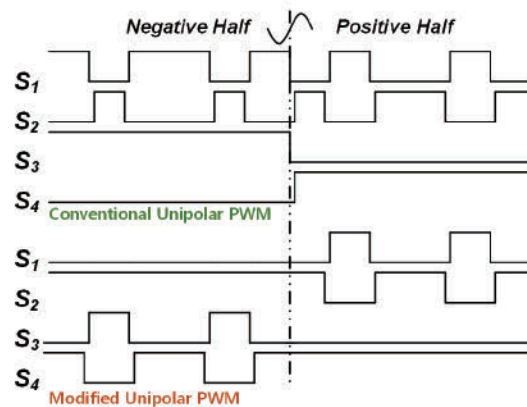 Negative Half Positive Half
S1
S2
S3
S4
Conventional Unipolar PWM
S1
S2
S3
S4
Modified Unipolar PWM